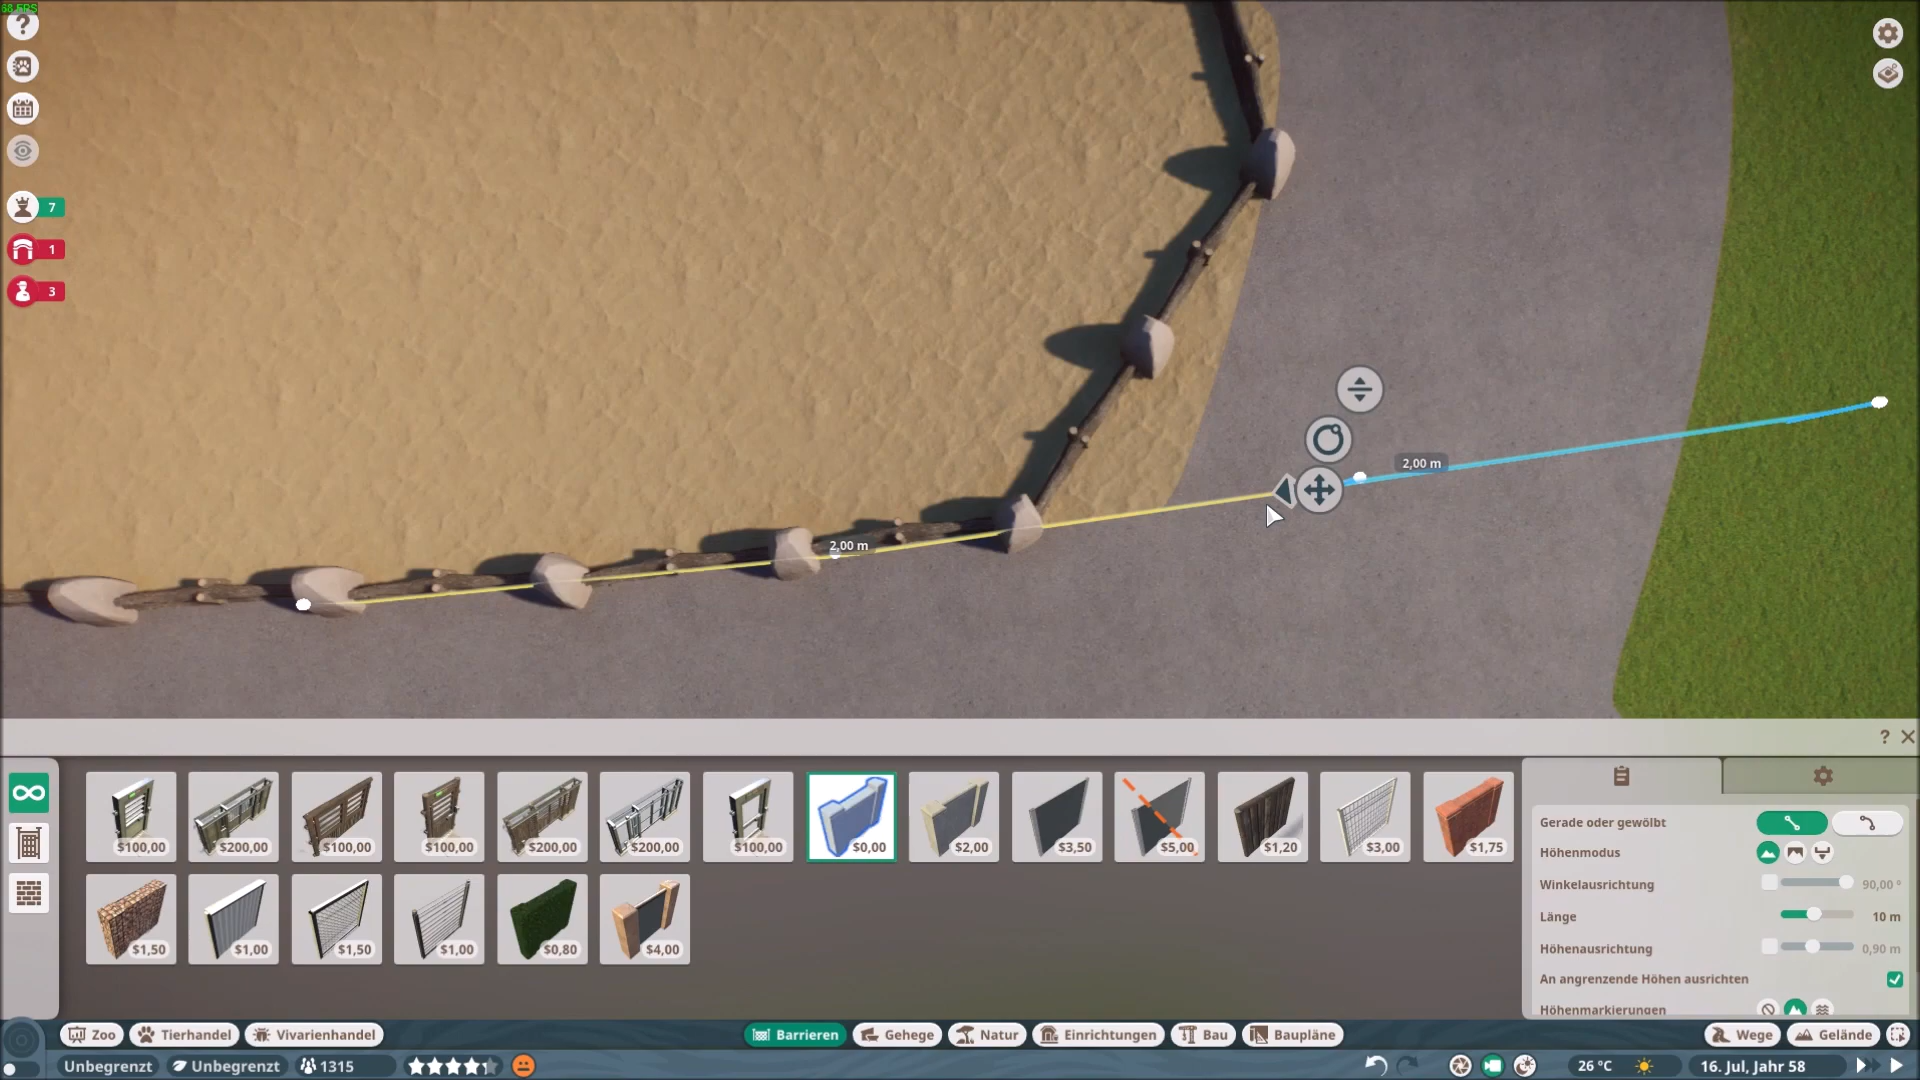 68 FPS
?
7
1
3
2,00 m
2,00 m
?
$100,00
$200,00
$100,00
$100,00
$200,00
$200,00
$100,00
$0,00
$2,00
$3,50
$5,00
$1,20
$3,00
$1,75
$1,50
$1,00
$1,50
$1,00
$0,80
$4,00
Gerade oder gewölbt
Höhenmodus
Winkelausrichtung 90,00 °
Länge 10 m
Höhenausrichtung 0,90 m
An angrenzende Höhen ausrichten
Höhenmarkierungen
Zoo Tierhandel Vivarienhandel Barrieren Gehege Natur Einrichtungen Bau Baupläne Wege Gelände
Unbegrenzt Unbegrenzt 1315 26 °C 16. Jul, Jahr 58